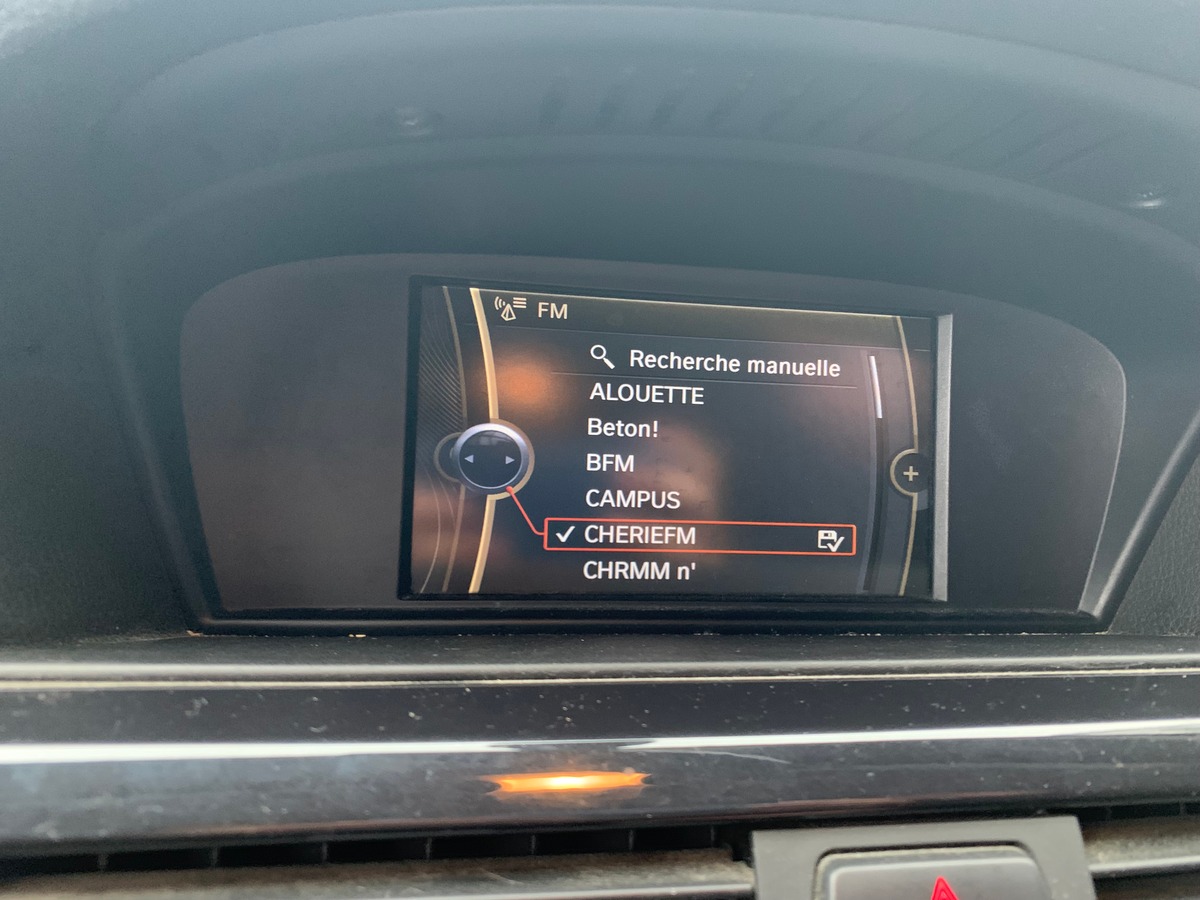 FM
Recherche manuelle
ALOUETTE
Beton!
BFM
CAMPUS
CHERIEFM
CHRMM n'